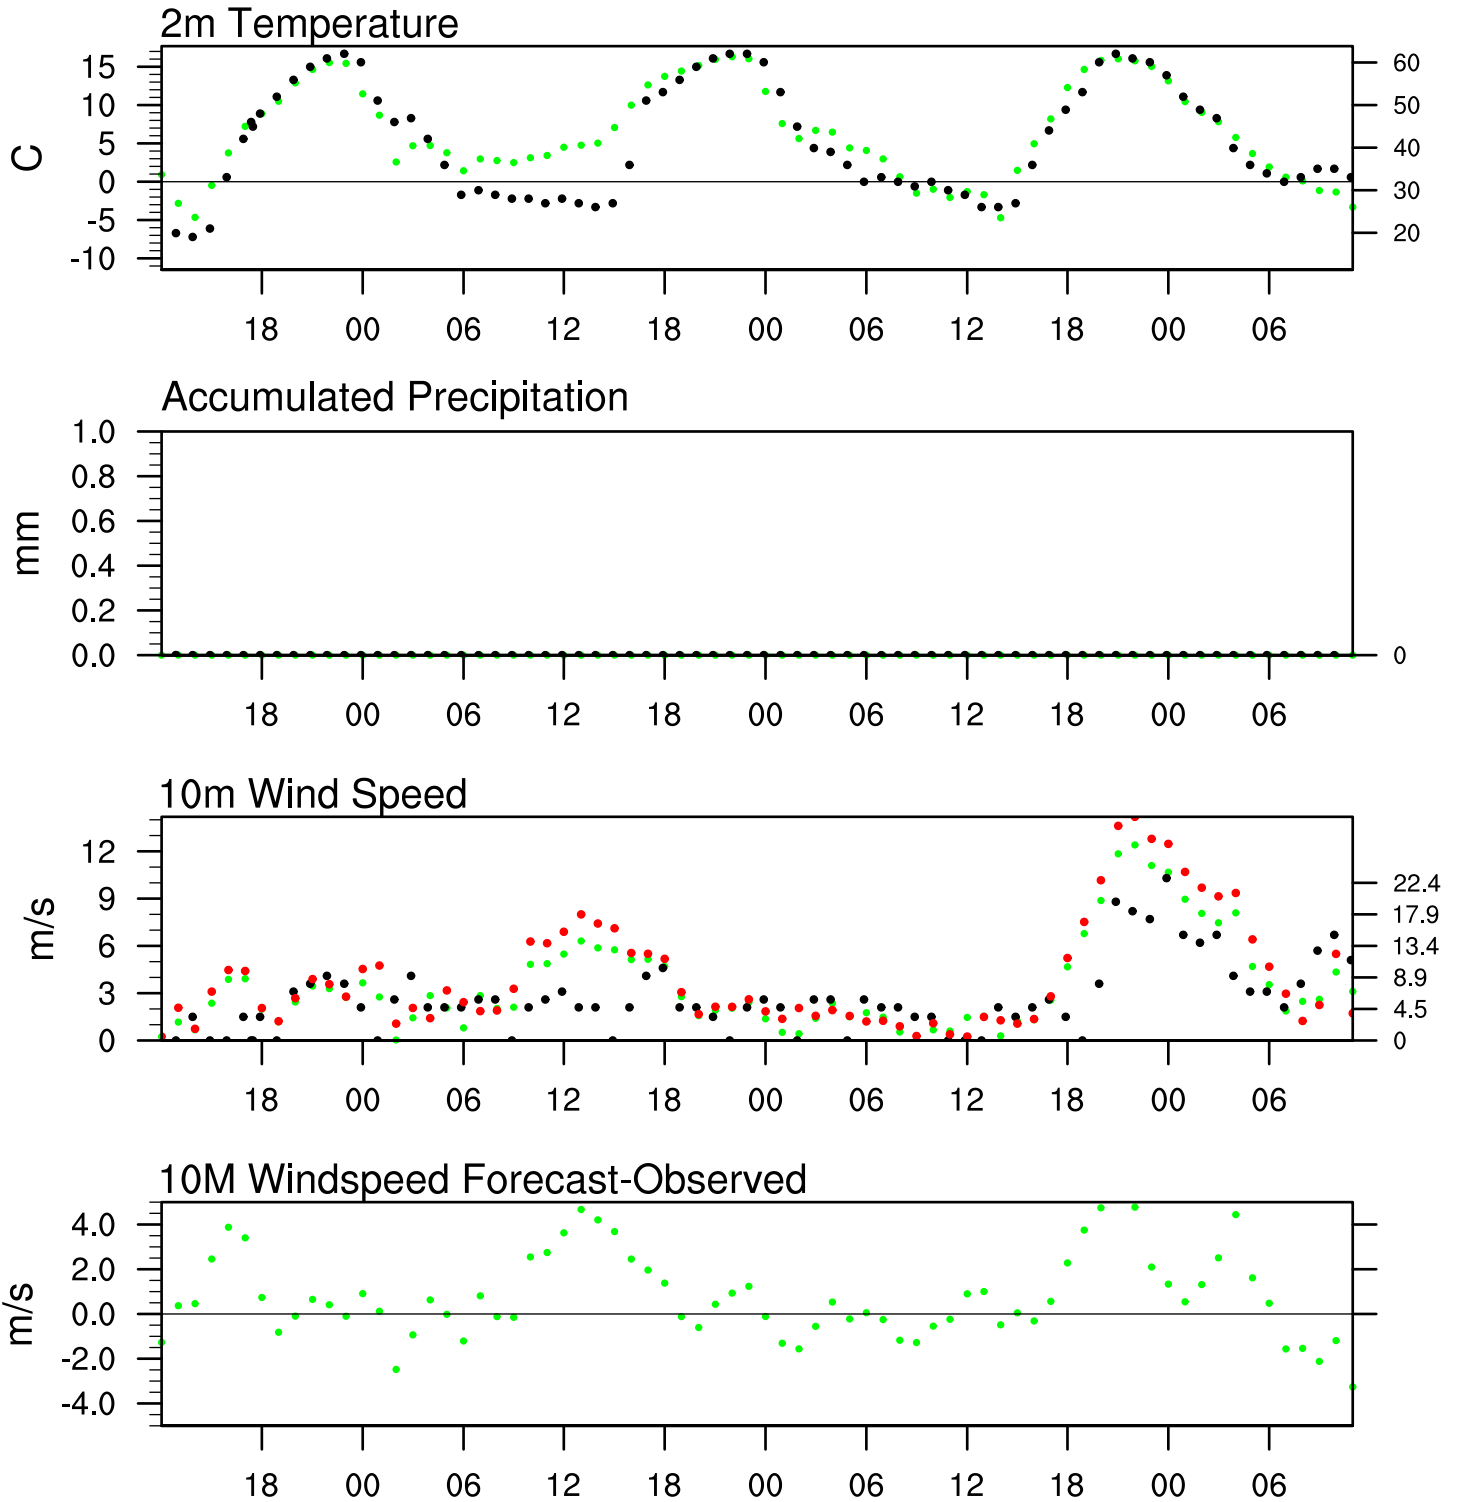 2m Temperature
15
10
5
0
-5
-10
C
60
50
40
30
20
18 00 06 12 18 00 06 12 18 00 06
Accumulated Precipitation
1.0
0.8
0.6
0.4
0.2
0.0
mm
0
18 00 06 12 18 00 06 12 18 00 06
10m Wind Speed
12
9
6
3
0
m/s
22.4
17.9
13.4
8.9
4.5
0
18 00 06 12 18 00 06 12 18 00 06
10M Windspeed Forecast-Observed
4.0
2.0
0.0
-2.0
-4.0
m/s
18 00 06 12 18 00 06 12 18 00 06